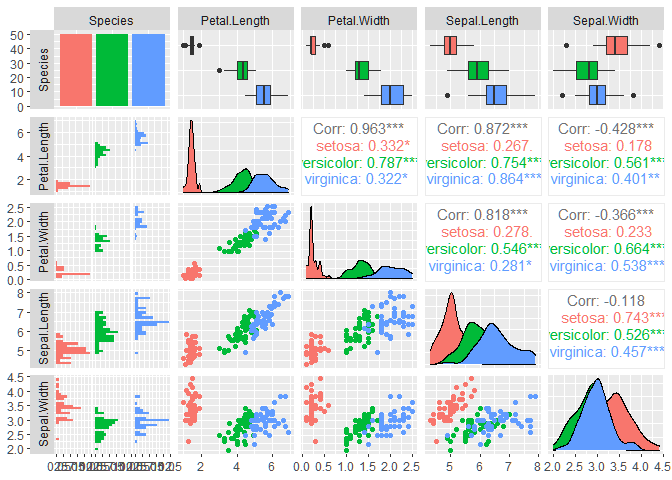 Species Petal.Length Petal.Width Sepal.Length Sepal.Width
50
40
30
20
10
0
Species
6
4
2
Petal.Length
Corr: 0.963***
setosa: 0.332*
ersicolor: 0.787**
virginica: 0.322*
Corr: 0.872***
setosa: 0.267.
ersicolor: 0.754**
virginica: 0.864***
Corr: -0.428***
setosa: 0.178
ersicolor: 0.561**
virginica: 0.401**
2.5
2.0
1.5
1.0
0.5
0.0
Petal.Width
Corr: 0.818***
setosa: 0.278.
ersicolor: 0.546**
virginica: 0.281*
Corr: -0.366***
setosa: 0.233
ersicolor: 0.664**
virginica: 0.538***
8
7
6
5
Sepal.Length
Corr: -0.118
setosa: 0.743***
ersicolor: 0.526**
virginica: 0.457***
4.5
4.0
3.5
3.0
2.5
2.0
Sepal.Width
2 4 6
0.0 0.5 1.0 1.5 2.0 2.5
5 6 7 8
2.0 2.5 3.0 3.5 4.0 4.5